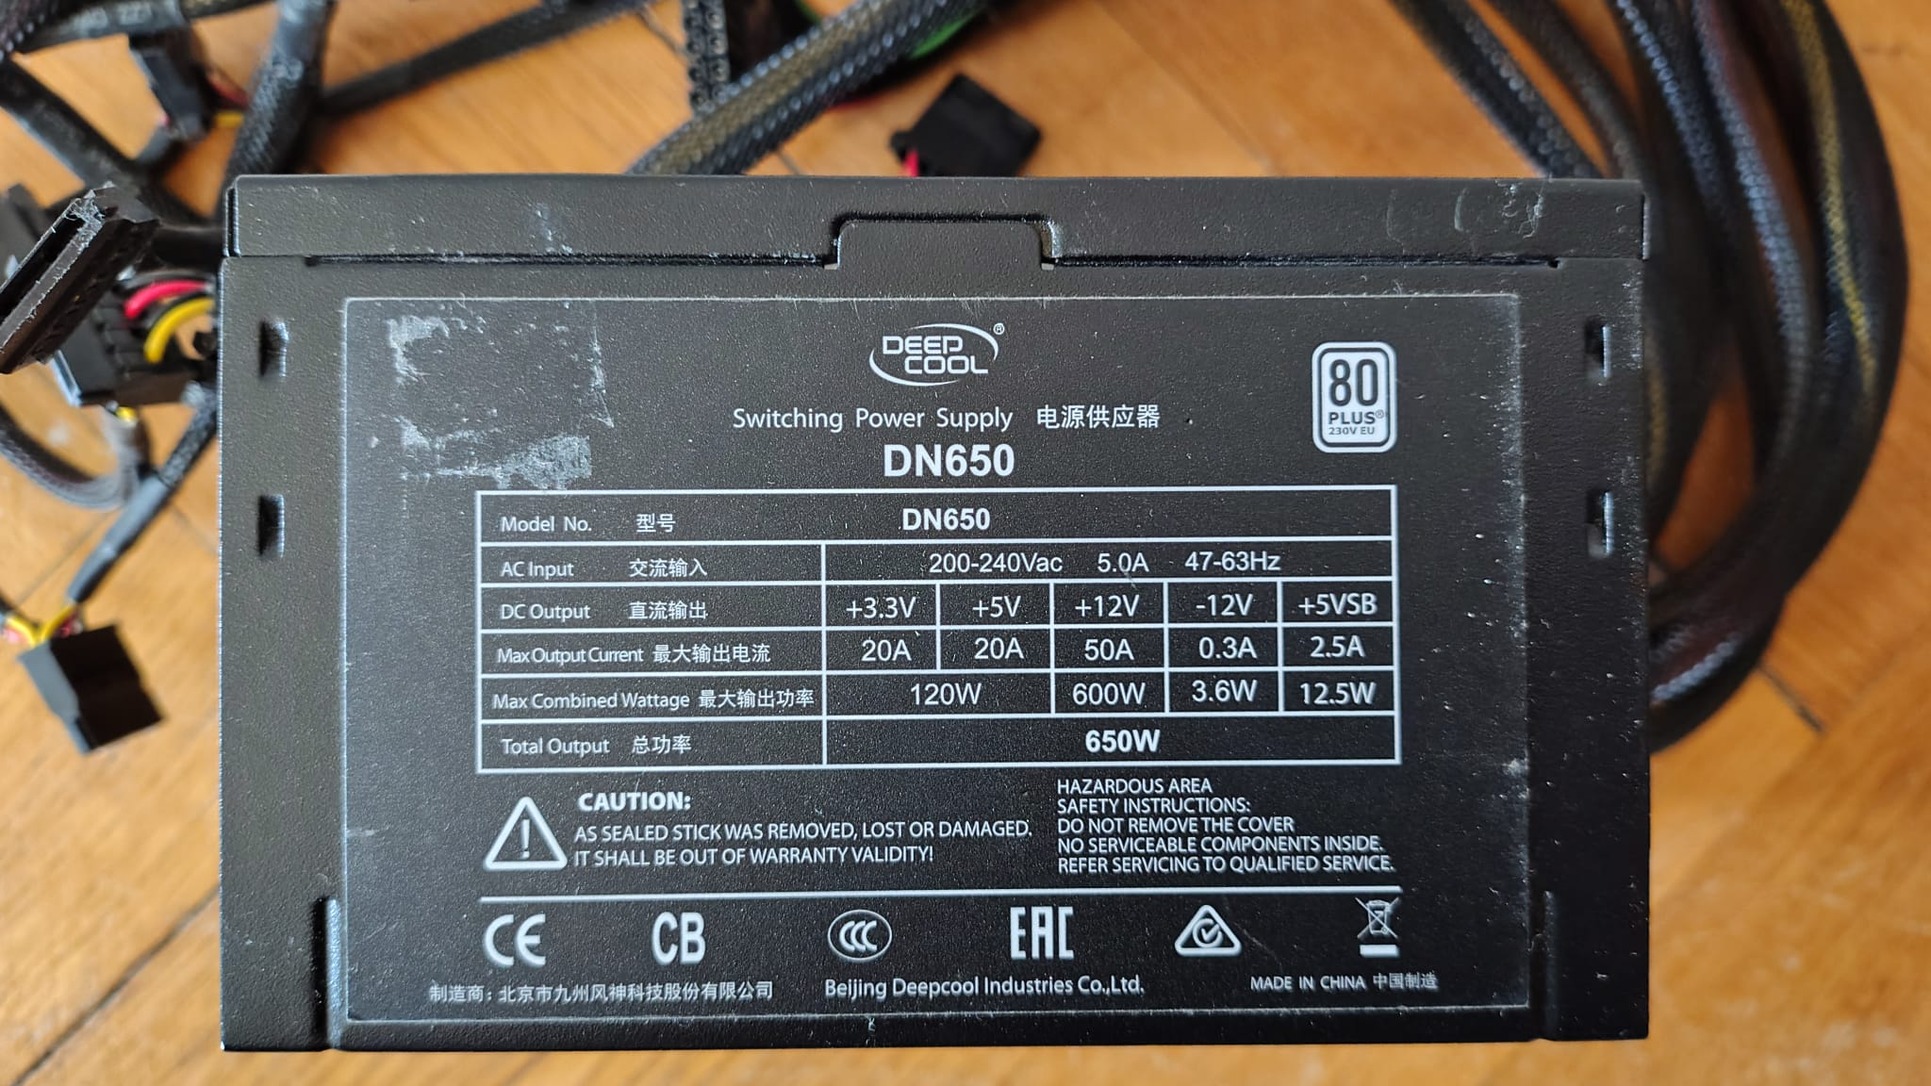 DEEP
COOL ®
Switching Power Supply 电源供应器
DN650
80
PLUS®
230V EU
Model No. 型号 DN650
AC Input 交流输入 200-240Vac 5.0A 47-63Hz
DC Output 直流输出 +3.3V +5V +12V -12V +5VSB
Max Output Current 最大输出电流 20A 20A 50A 0.3A 2.5A
Max Combined Wattage 最大输出功率 120W 600W 3.6W 12.5W
Total Output 总功率 650W
CAUTION:
AS SEALED STICK WAS REMOVED, LOST OR DAMAGED.
IT SHALL BE OUT OF WARRANTY VALIDITY!
HAZARDOUS AREA
SAFETY INSTRUCTIONS:
DO NOT REMOVE THE COVER
NO SERVICEABLE COMPONENTS INSIDE.
REFER SERVICING TO QUALIFIED SERVICE.
CE CB CCC EAC
制造商：北京市九州风神科技股份有限公司 Beijing Deepcool Industries Co.,Ltd. MADE IN CHINA 中国制造